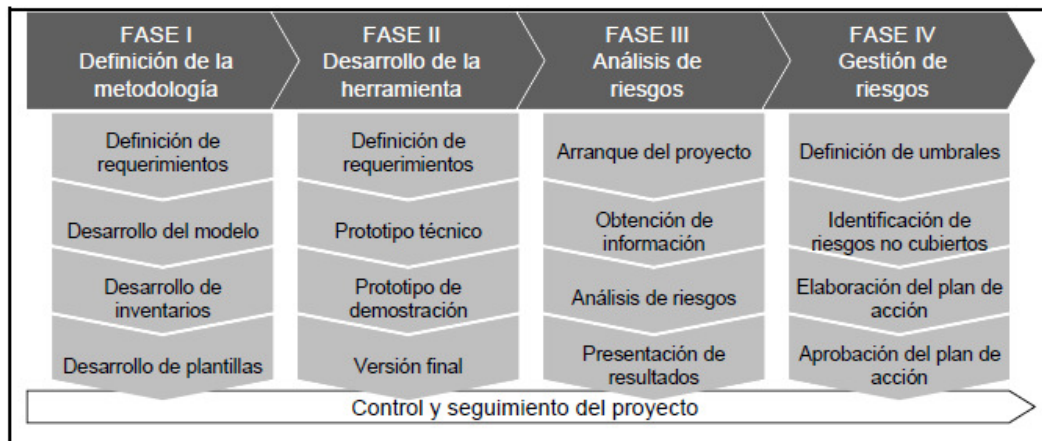 FASE I
Definición de la
metodología
FASE II
Desarrollo de la
herramienta
FASE III
Análisis de
riesgos
FASE IV
Gestión de
riesgos
Definición de
requerimientos
Desarrollo del modelo
Desarrollo de
inventarios
Desarrollo de plantillas
Definición de
requerimientos
Prototipo técnico
Prototipo de
demostración
Versión final
Arranque del proyecto
Obtención de
información
Análisis de riesgos
Presentación de
resultados
Definición de umbrales
Identificación de
riesgos no cubiertos
Elaboración del plan de
acción
Aprobación del plan de
acción
Control y seguimiento del proyecto